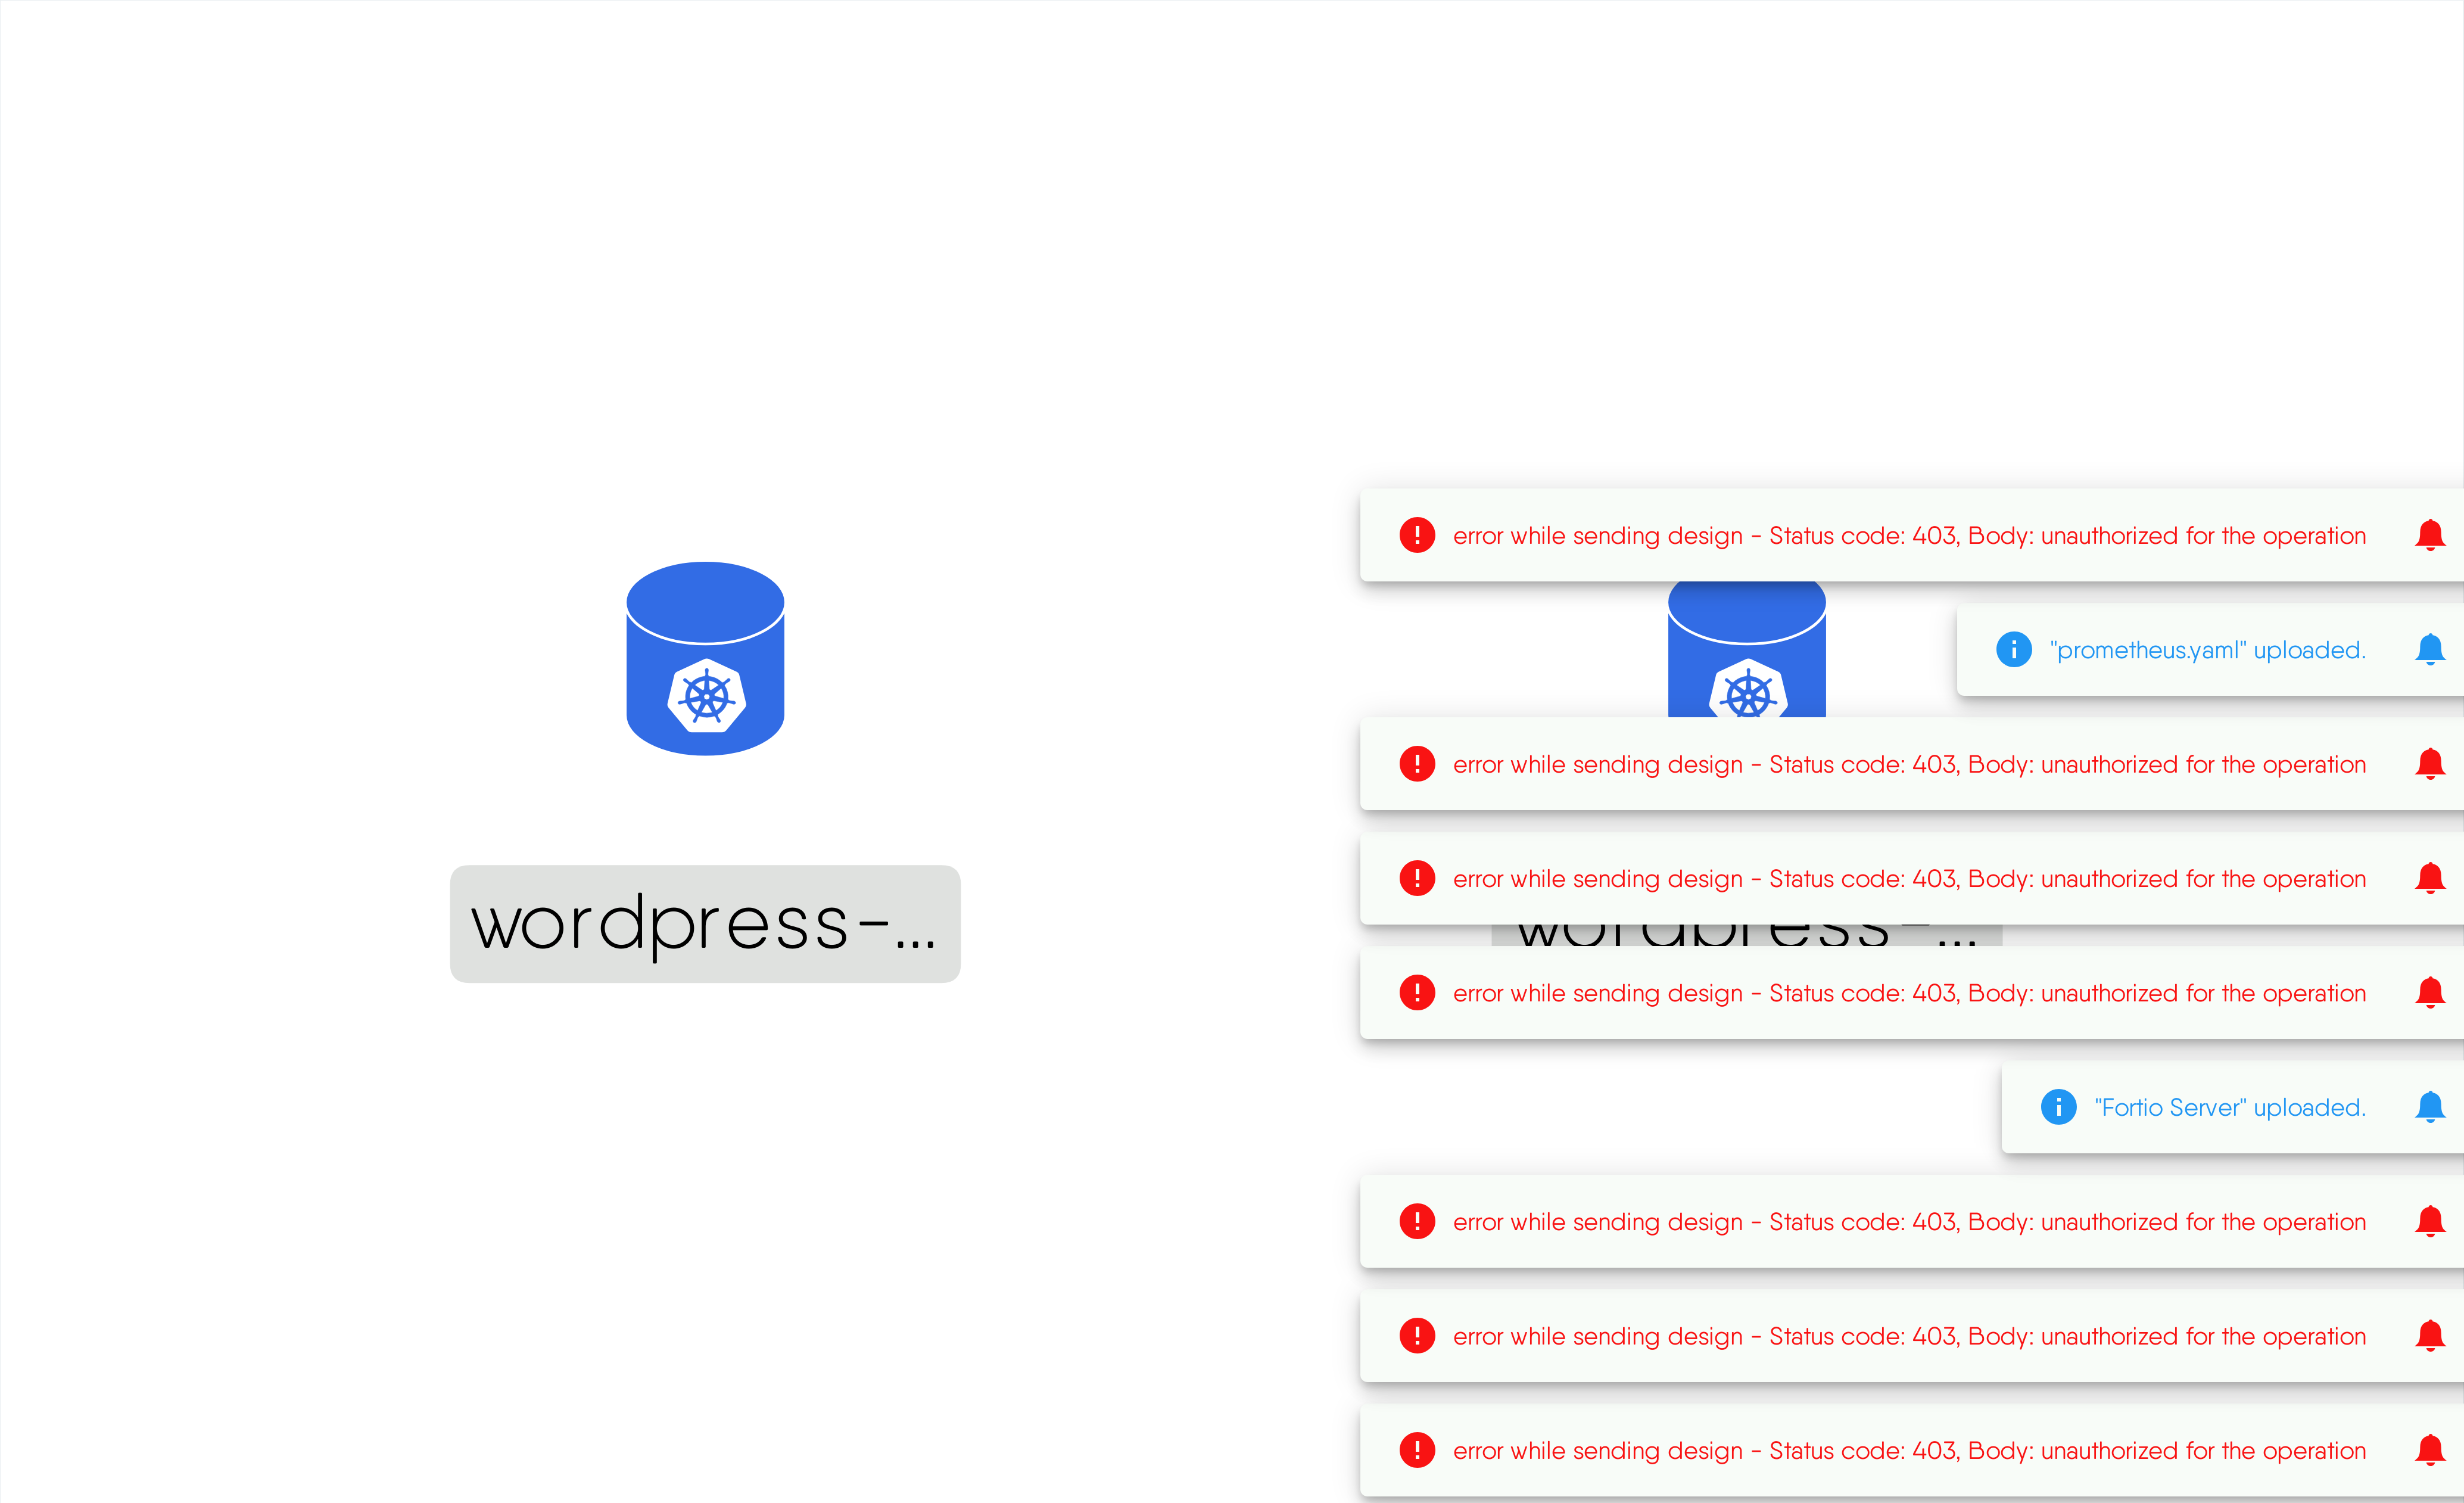 error while sending design - Status code: 403, Body: unauthorized for the operation
"prometheus.yaml" uploaded.
error while sending design - Status code: 403, Body: unauthorized for the operation
error while sending design - Status code: 403, Body: unauthorized for the operation
wordpress-...
wordpress-...
error while sending design - Status code: 403, Body: unauthorized for the operation
"Fortio Server" uploaded.
error while sending design - Status code: 403, Body: unauthorized for the operation
error while sending design - Status code: 403, Body: unauthorized for the operation
error while sending design - Status code: 403, Body: unauthorized for the operation